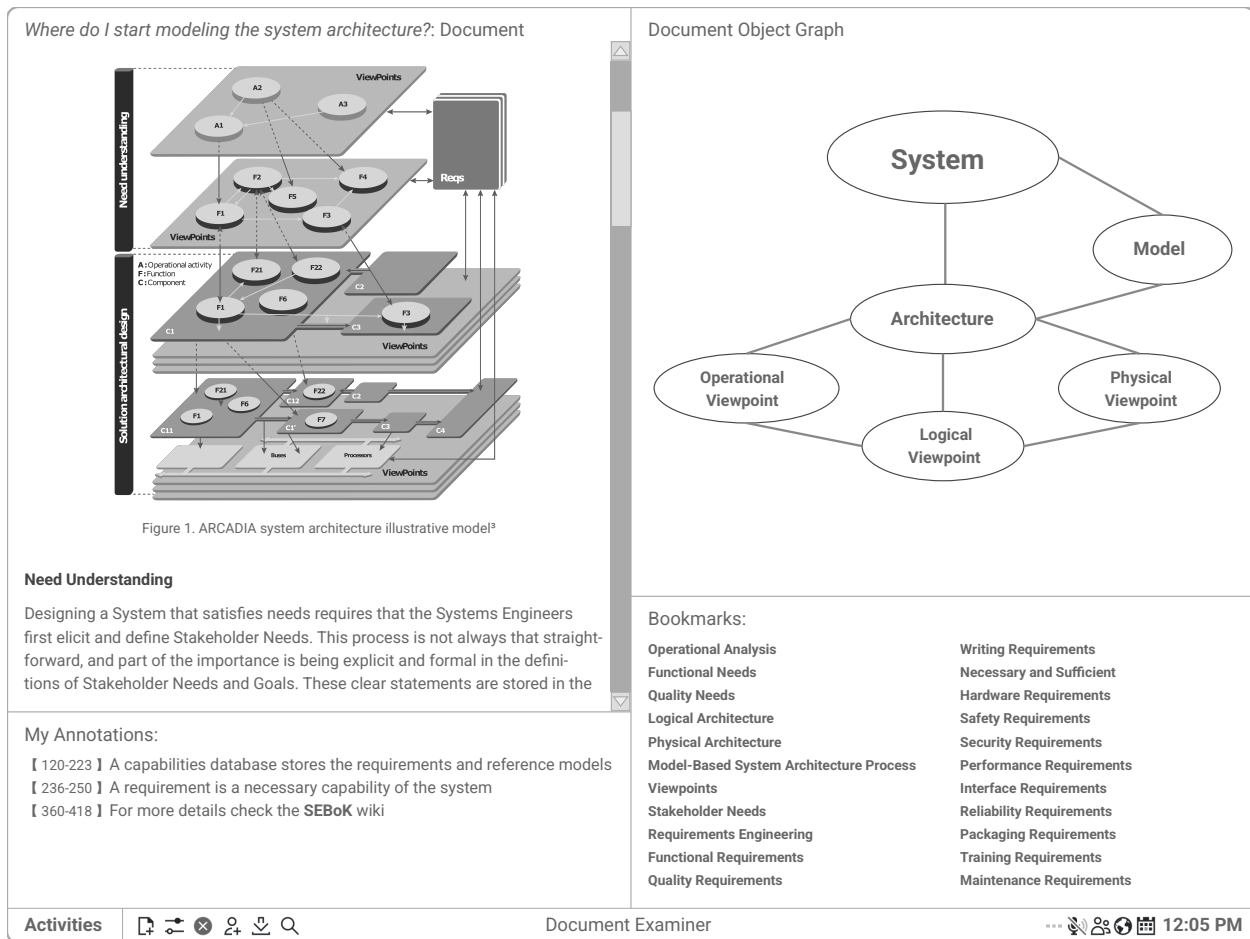 Where do I start modeling the system architecture?: Document
Need understanding
ViewPoints
A2
A3
A1
Reqs
F2
F4
F5
F1
F3
ViewPoints
Solution architectural design
A : Operational activity
F : Function
C : Component
F21
F22
C2
F6
F1
F3
C1
C3
ViewPoints
F21
F22
C12
C2
F1
F6
F7
C11
C1'
C3
C4
Buses
Processors
ViewPoints
Figure 1. ARCADIA system architecture illustrative model³
Need Understanding
Designing a System that satisfies needs requires that the Systems Engineers
first elicit and define Stakeholder Needs. This process is not always that straight-
forward, and part of the importance is being explicit and formal in the defini-
tions of Stakeholder Needs and Goals. These clear statements are stored in the
My Annotations:
【 120-223 】A capabilities database stores the requirements and reference models
【 236-250 】A requirement is a necessary capability of the system
【 360-418 】For more details check the SEBoK wiki
Document Object Graph
System
Model
Architecture
Operational
Viewpoint
Physical
Viewpoint
Logical
Viewpoint
Bookmarks:
Operational Analysis
Functional Needs
Quality Needs
Logical Architecture
Physical Architecture
Model-Based System Architecture Process
Viewpoints
Stakeholder Needs
Requirements Engineering
Functional Requirements
Quality Requirements
Writing Requirements
Necessary and Sufficient
Hardware Requirements
Safety Requirements
Security Requirements
Performance Requirements
Interface Requirements
Reliability Requirements
Packaging Requirements
Training Requirements
Maintenance Requirements
Activities
Document Examiner
12:05 PM